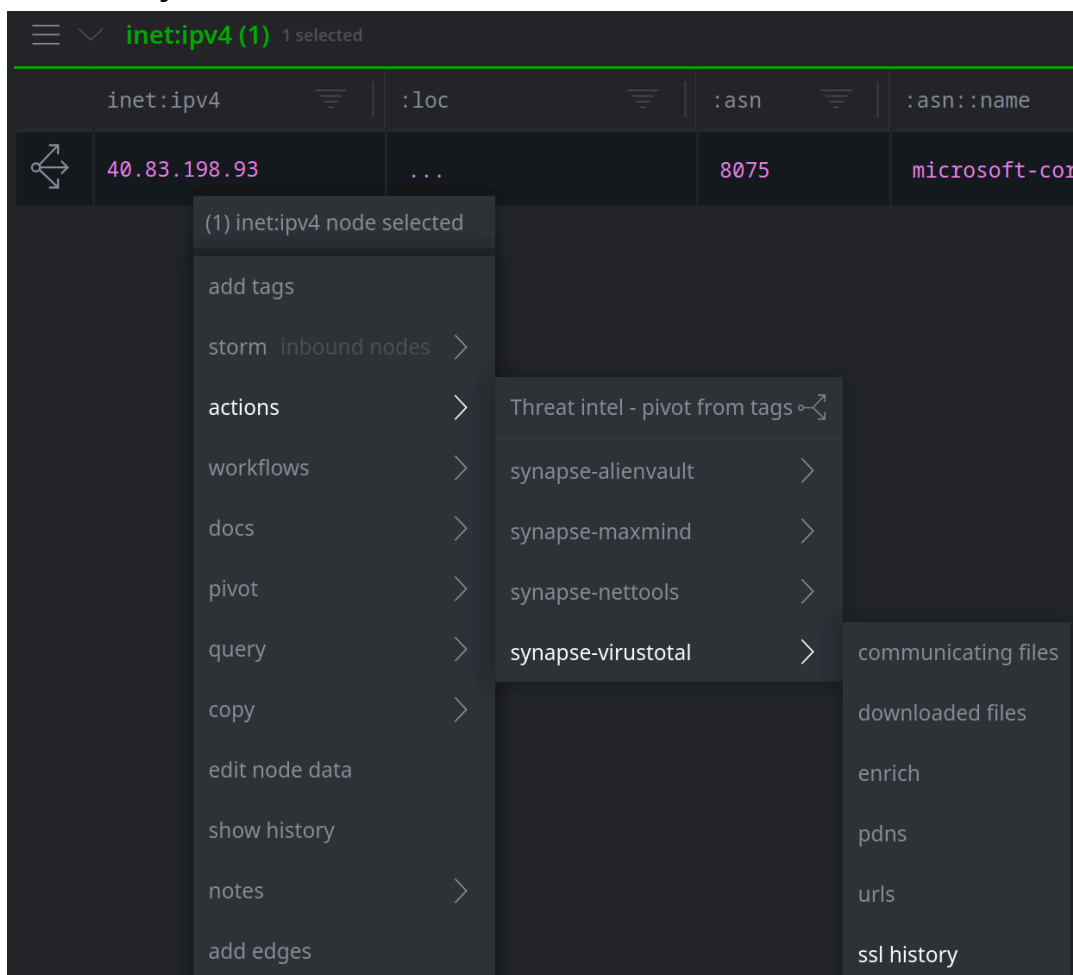 inet:ipv4 (1) 1 selected
inet:ipv4 :loc :asn :asn::name
40.83.198.93 ... 8075 microsoft-cor
(1) inet:ipv4 node selected
add tags
storm inbound nodes
actions
workflows
docs
pivot
query
copy
edit node data
show history
notes
add edges
Threat intel - pivot from tags
synapse-alienvault
synapse-maxmind
synapse-nettools
synapse-virustotal
communicating files
downloaded files
enrich
pdns
urls
ssl history